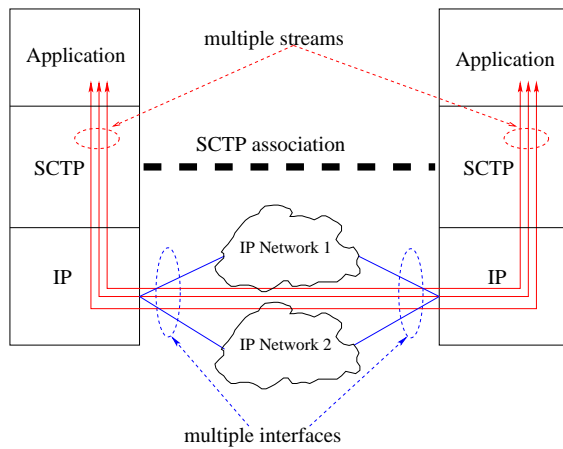 multiple streams
Application
Application
SCTP association
SCTP
SCTP
IP Network 1
IP
IP
IP Network 2
multiple interfaces